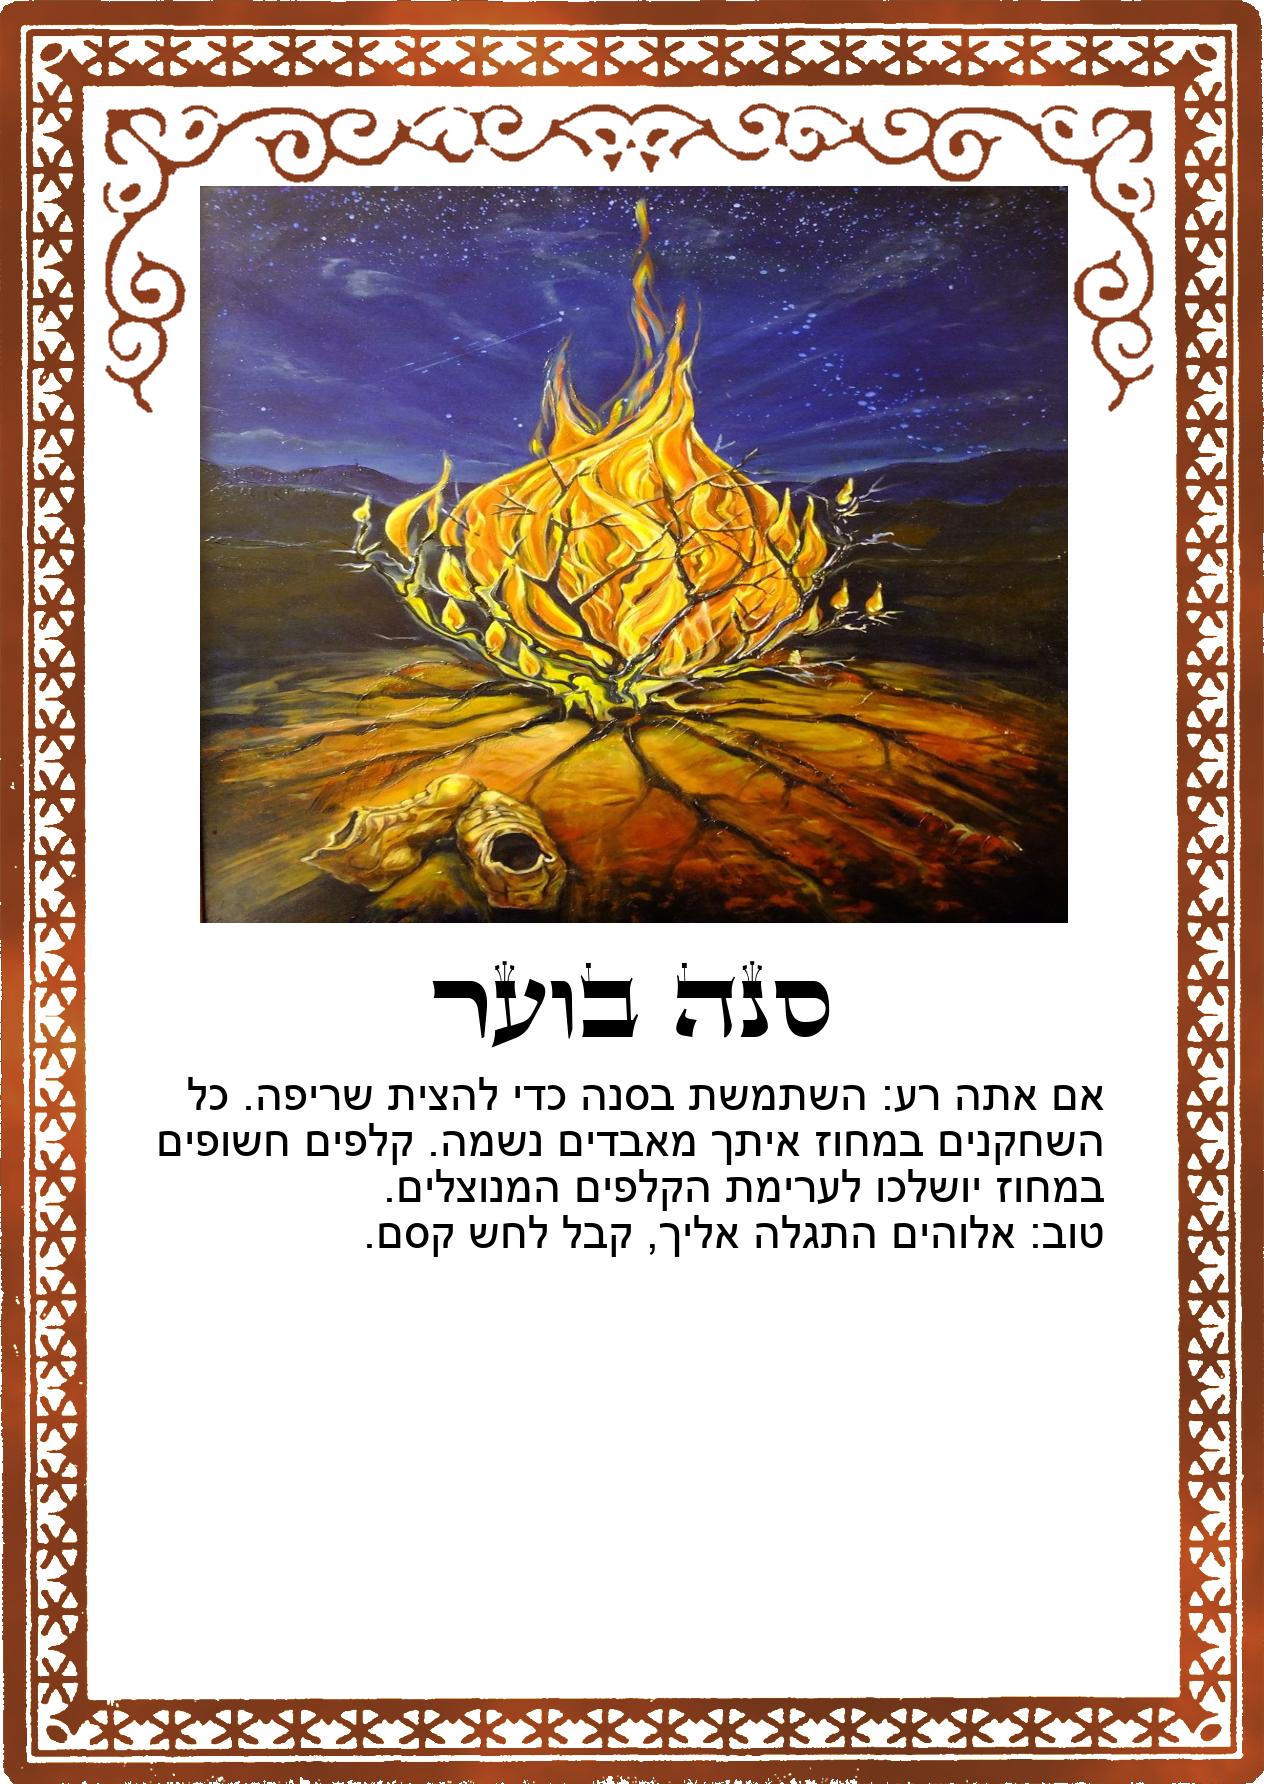 סנה בוער
אם אתה רע: השתמשת בסנה כדי להצית שריפה. כל
השחקנים במחוז איתך מאבדים נשמה. קלפים חשופים
במחוז יושלכו לערימת הקלפים המנוצלים.
טוב: אלוהים התגלה אליך, קבל לחש קסם.